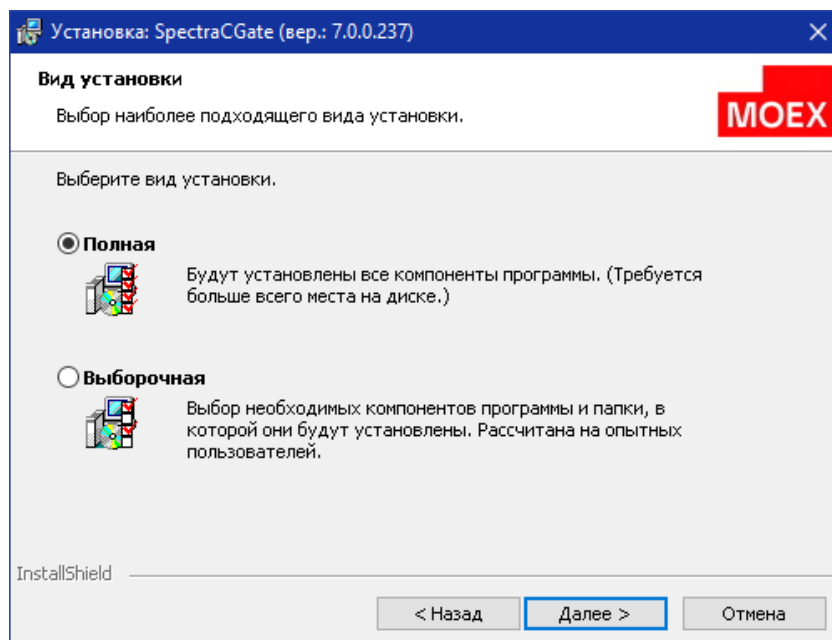 Установка: SpectraCGate (вер.: 7.0.0.237)
Вид установки
Выбор наиболее подходящего вида установки.
MOEX
Выберите вид установки.
Полная
Будут установлены все компоненты программы. (Требуется
больше всего места на диске.)
Выборочная
Выбор необходимых компонентов программы и папки, в
которой они будут установлены. Рассчитана на опытных
пользователей.
InstallShield
< Назад
Далее >
Отмена